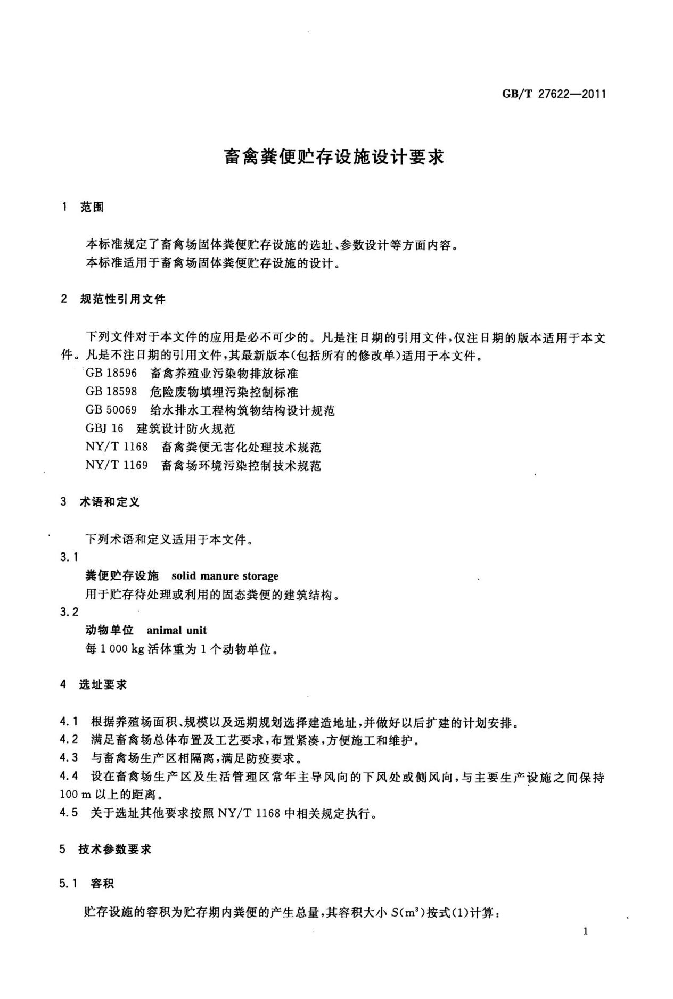 GB/T 27622—2011
畜禽粪便贮存设施设计要求
1 范围
本标准规定了畜禽场固体粪便贮存设施的选址、参数设计等方面内容。
本标准适用于畜禽场固体粪便贮存设施的设计。
2 规范性引用文件
下列文件对于本文件的应用是必不可少的。凡是注日期的引用文件,仅注日期的版本适用于本文
件。凡是不注日期的引用文件,其最新版本(包括所有的修改单)适用于本文件。
GB 18596 畜禽养殖业污染物排放标准
GB 18598 危险废物填埋污染控制标准
GB 50069 给水排水工程构筑物结构设计规范
GBJ 16 建筑设计防火规范
NY/T 1168 畜禽粪便无害化处理技术规范
NY/T 1169 畜禽场环境污染控制技术规范
3 术语和定义
下列术语和定义适用于本文件。
3.1
粪便贮存设施 solid manure storage
用于贮存待处理或利用的固态粪便的建筑结构。
3.2
动物单位 animal unit
每 1 000 kg 活体重为 1 个动物单位。
4 选址要求
4.1 根据养殖场面积、规模以及远期规划选择建造地址,并做好以后扩建的计划安排。
4.2 满足畜禽场总体布置及工艺要求,布置紧凑,方便施工和维护。
4.3 与畜禽场生产区相隔离,满足防疫要求。
4.4 设在畜禽场生产区及生活管理区常年主导风向的下风处或侧风向,与主要生产设施之间保持
100 m 以上的距离。
4.5 关于选址其他要求按照 NY/T 1168 中相关规定执行。
5 技术参数要求
5.1 容积
贮存设施的容积为贮存期内粪便的产生总量,其容积大小 S(m³)按式(1)计算:
1